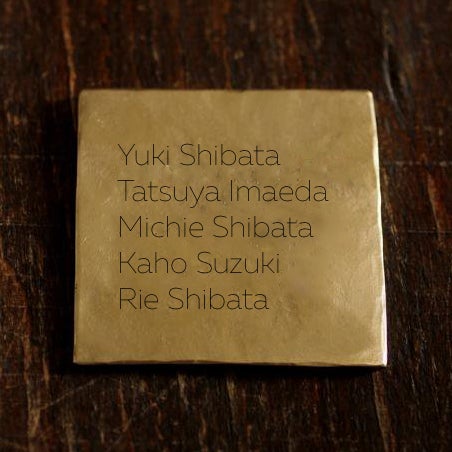 Yuki Shibata
Tatsuya Imaeda
Michie Shibata
Kaho Suzuki
Rie Shibata